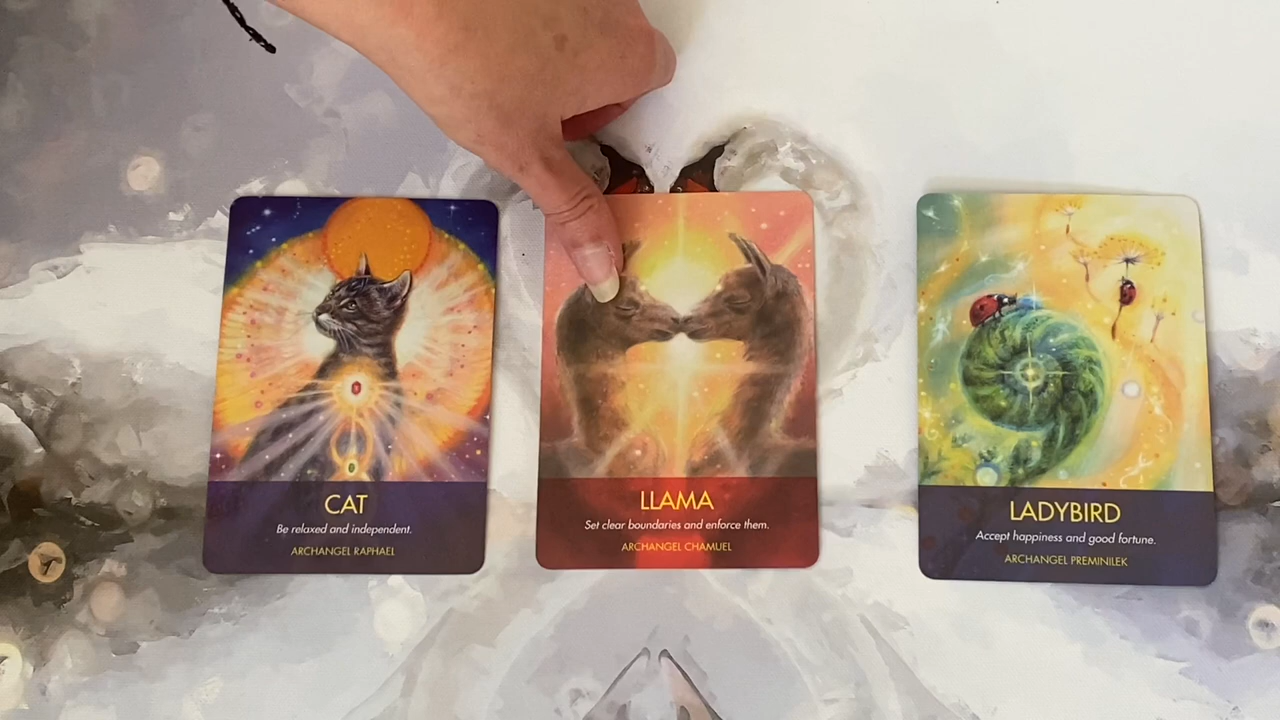 CAT
Be relaxed and independent.
ARCHANGEL RAPHAEL
LLAMA
Set clear boundaries and enforce them.
ARCHANGEL CHAMUEL
LADYBIRD
Accept happiness and good fortune.
ARCHANGEL PREMINILEK